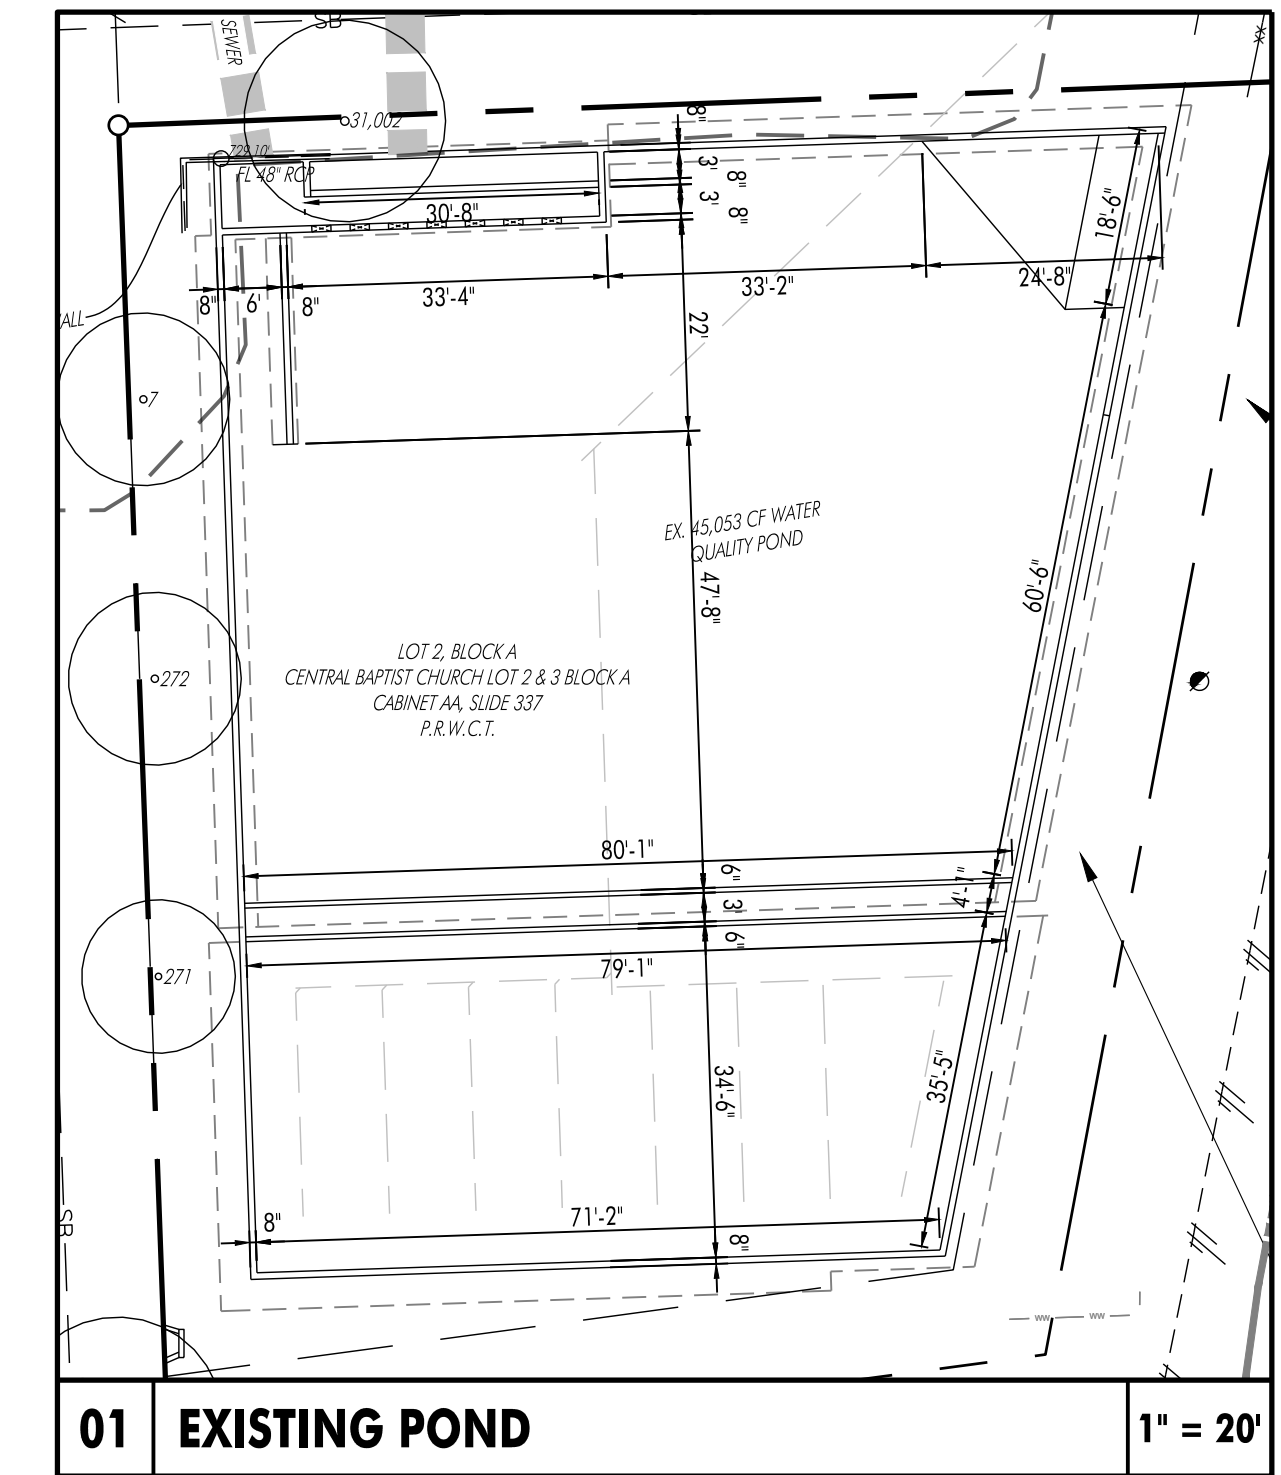 SB
SEWER
31,002
729.10'
FL 48" RCP
8"
3'
8"
3'
8"
30'-8"
18'-6"
8"
6'
8"
33'-4"
33'-2"
24'-8"
ALL
22'
7
EX. 45,053 CF WATER
QUALITY POND
47'-8"
60'-6"
LOT 2, BLOCK A
CENTRAL BAPTIST CHURCH LOT 2 & 3 BLOCK A
CABINET AA, SLIDE 337
P.R.W.C.T.
272
80'-1"
6"
4'-1"
3'
6"
79'-1"
271
34'-6"
35'-5"
SB
8"
71'-2"
8"
WW WW
01 EXISTING POND 1" = 20'